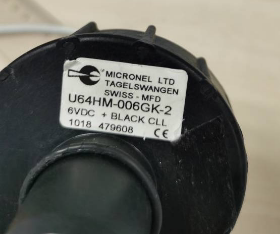 MICRONEL LTD
TAGELSWANGEN
SWISS - MFD
U64HM-006GK-2
6VDC + BLACK CLL
1018 479608 CE